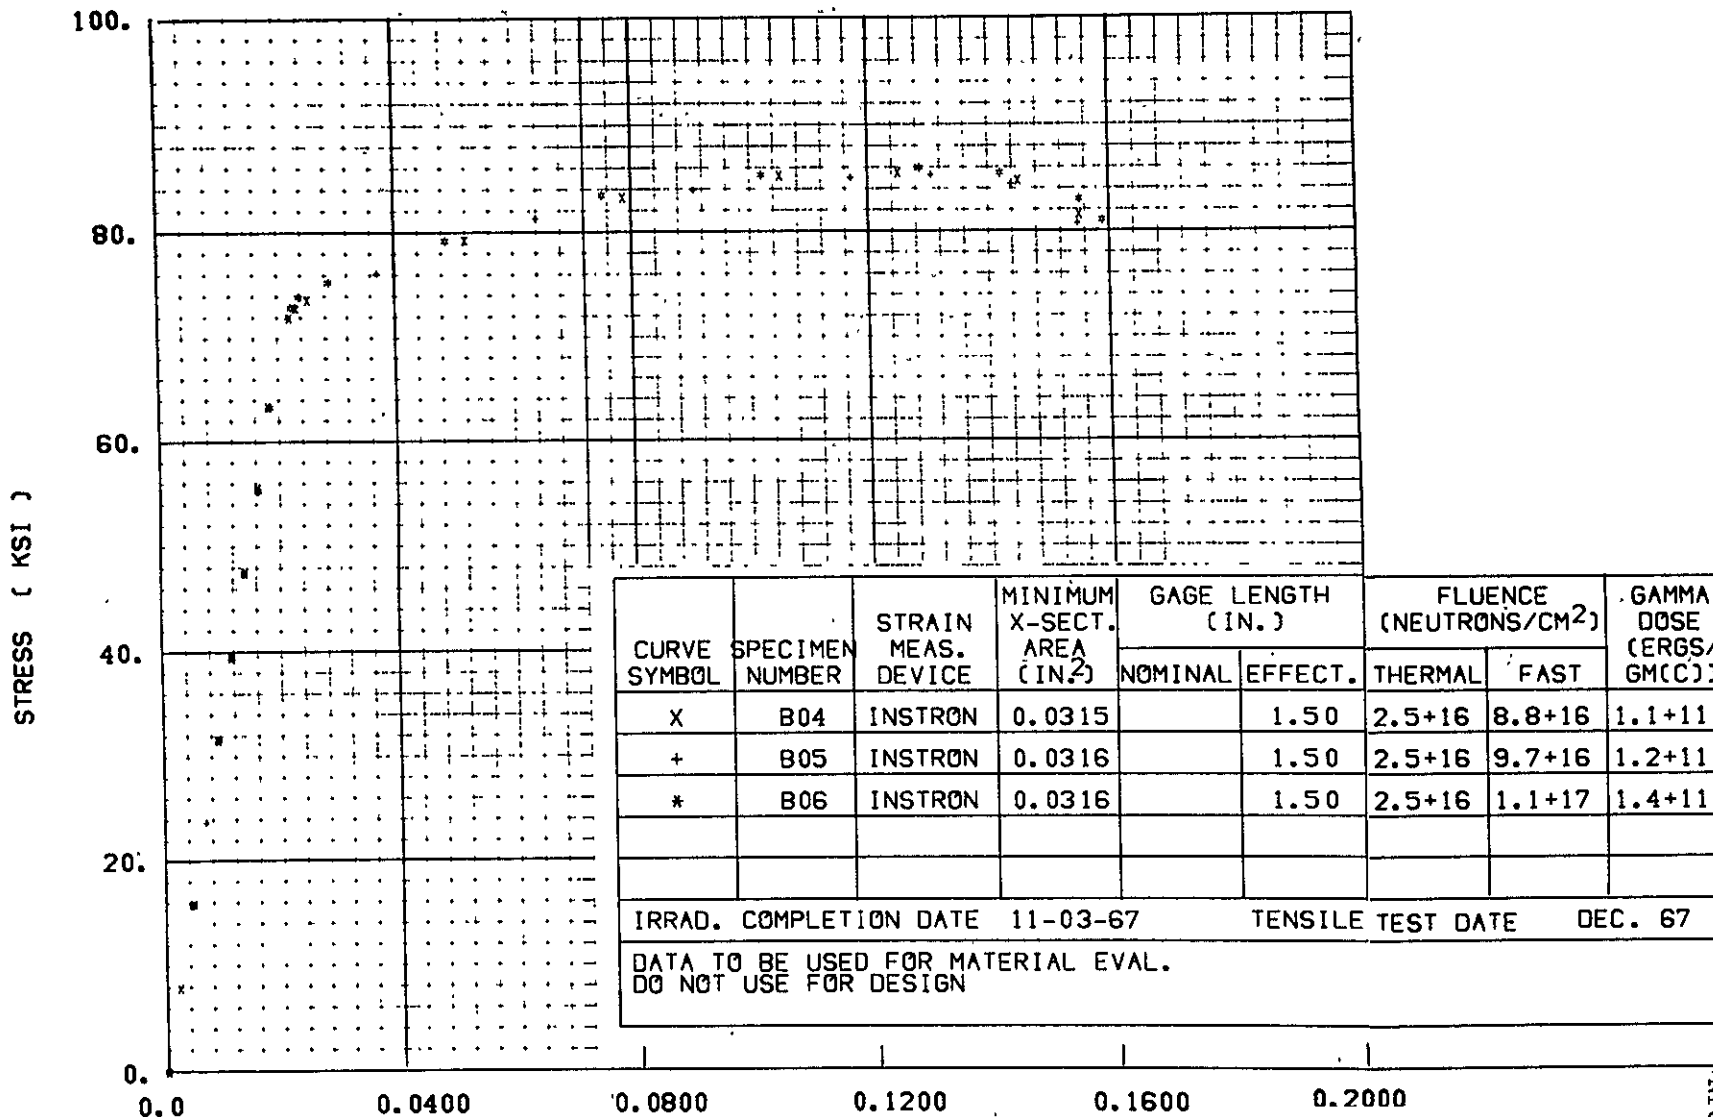 100.
80.
60.
40.
20.
0.
STRESS ( KSI )
0.0 0.0400 0.0800 0.1200 0.1600 0.2000
CURVE SYMBOL
SPECIMEN NUMBER
STRAIN MEAS. DEVICE
MINIMUM X-SECT. AREA (IN.2)
GAGE LENGTH (IN.)
NOMINAL EFFECT.
FLUENCE (NEUTRONS/CM2)
THERMAL FAST
GAMMA DOSE (ERGS/ GM(C))
X B04 INSTRON 0.0315 1.50 2.5+16 8.8+16 1.1+11
+ B05 INSTRON 0.0316 1.50 2.5+16 9.7+16 1.2+11
* B06 INSTRON 0.0316 1.50 2.5+16 1.1+17 1.4+11
IRRAD. COMPLETION DATE 11-03-67 TENSILE TEST DATE DEC. 67
DATA TO BE USED FOR MATERIAL EVAL.
DO NOT USE FOR DESIGN